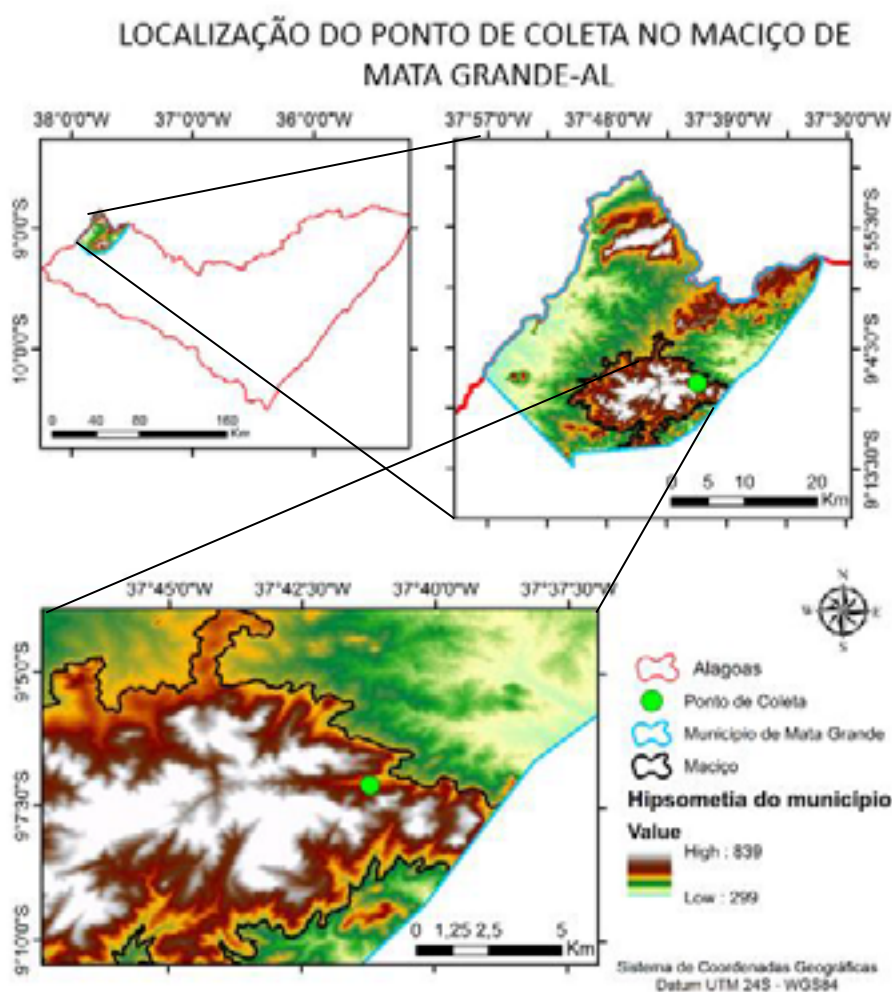 LOCALIZAÇÃO DO PONTO DE COLETA NO MACIÇO DE
MATA GRANDE-AL
38°0'0"W 37°0'0"W 36°0'0"W
9°0'0"S
10°0'0"S
0 40 80 160
Km
37°57'0"W 37°48'0"W 37°39'0"W 37°30'0"W
8°55'30"S
9°4'30"S
9°13'30"S
0 5 10 20
Km
37°45'0"W 37°42'30"W 37°40'0"W 37°37'30"W
9°5'0"S
9°7'30"S
9°10'0"S
0 1,25 2,5 5
Km
N
W E
S
Alagoas
Ponto de Coleta
Município de Mata Grande
Maciço
Hipsometia do município
Value
High : 839
Low : 299
Sistema de Coordenadas Geográficas
Datum UTM 24S - WGS84